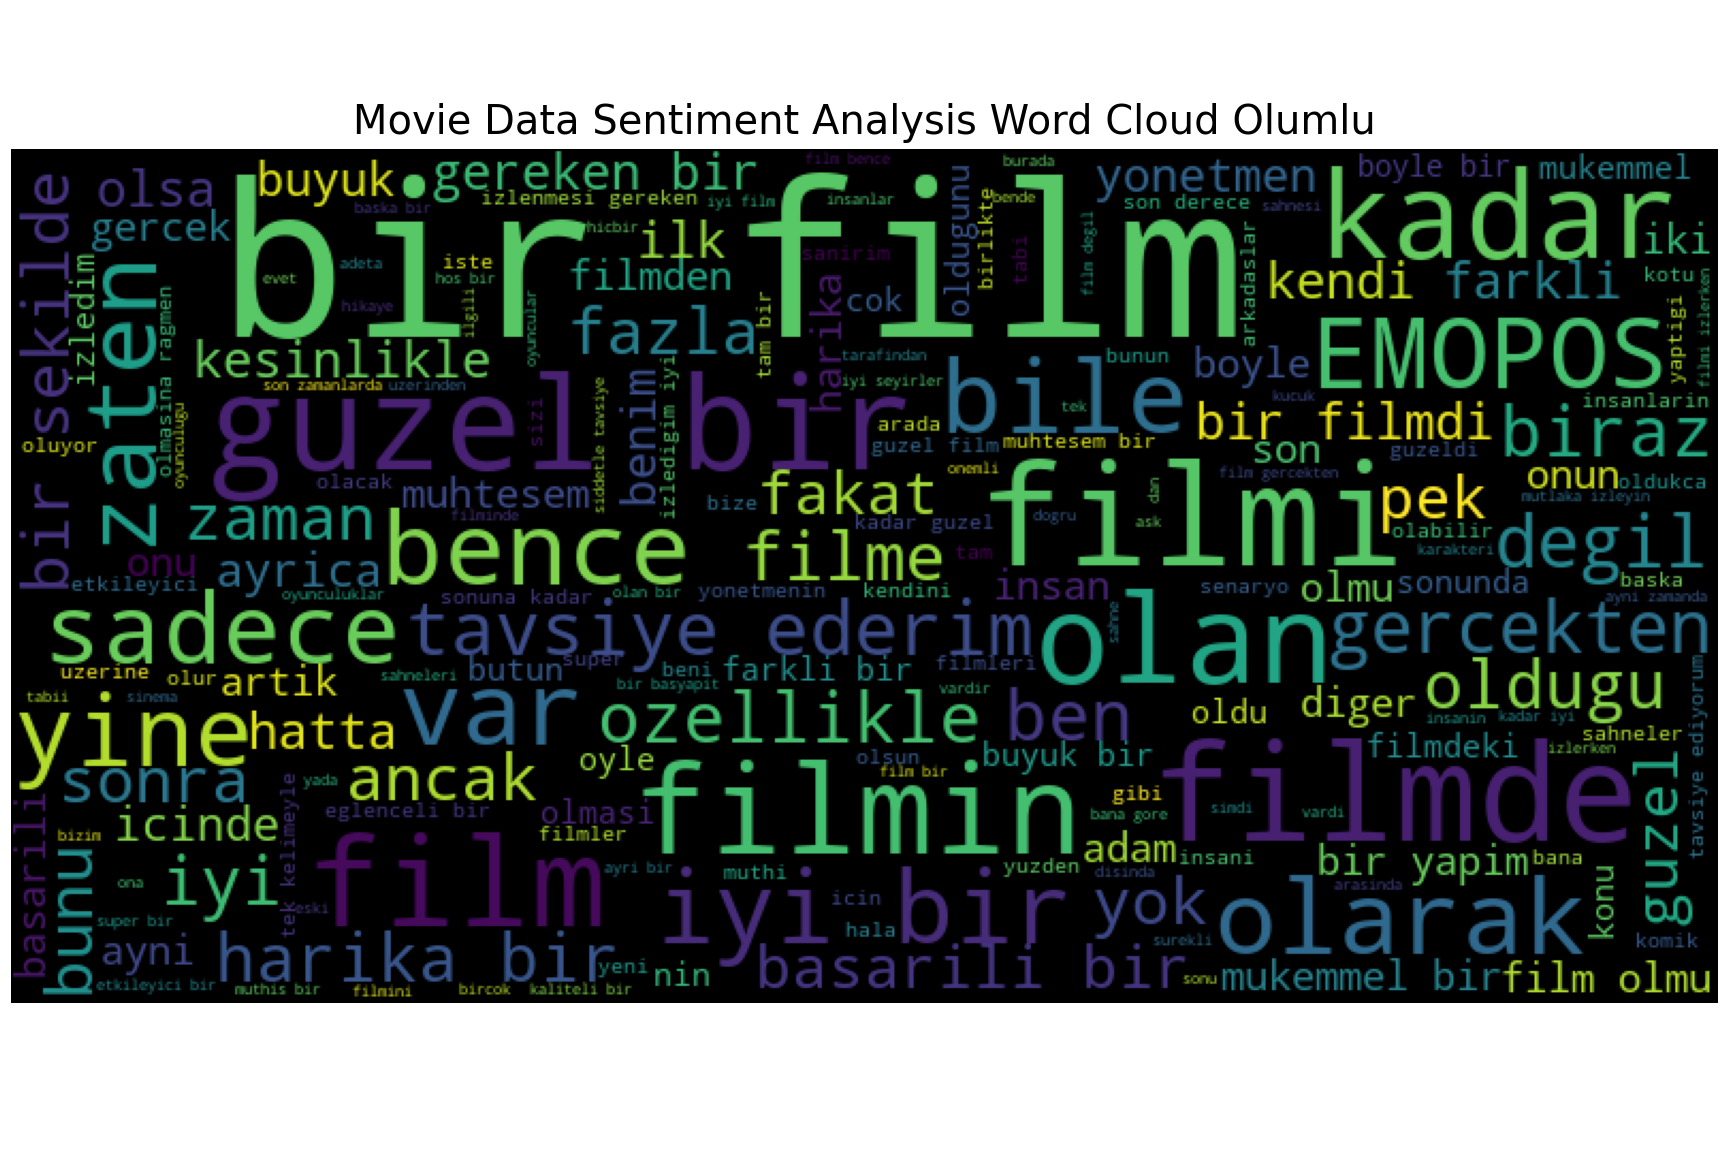 Movie Data Sentiment Analysis Word Cloud Olumlu
bir sekilde
olsa
buyuk
gereken bir
film bence
burada
yonetmen
boyle bir
mukemmel
izlenmesi gereken
iyi film
insanlar
bende
son derece
sahnesi
baska bir
hicbir
gercek
bir film
kadar
iki
ilk
sanirim
oldugunu
birlikte
tabi
film degil
arkadaslar
izledim
zaten
evet
adeta
iste
hos bir
filmden
harika
cok
kendi
farkli
kotu
hikaye
ilgili
oyuncular
fazla
tam bir
EMOPOS
yaptigi
filmi izlerken
olmasina ragmen
kesinlikle
tarafindan
bunun
boyle
son zamanlarda
uzerinden
iyi seyirler
bile
tek
kucuk
insanlarin
oluyor
oyunculugu
guzel bir
sizi
siddetle tavsiye
benim
izledigim iyi
arada
guzel film
muhtesem bir
bir filmdi
biraz
son
guzeldi
onemli
film gercekten
onun
oldukca
olacak
muhtesem
bize
fakat
filmi
dan
pek
mutlaka izleyin
zaman
filminde
kadar guzel
dogru
ask
olabilir
degil
onu
ayrica
bence
filme
tam
karakteri
etkileyici
oyunculuklar
sonuna kadar
olan bir
yonetmenin
kendini
insan
senaryo
olmu
sonunda
baska
ayni zamanda
sadece
tavsiye ederim
olan
sahne
gercekten
uzerine
olur
artik
sahneleri
butun
super
beni
farkli bir
filmleri
tavsiye ediyorum
tabii
sinema
bir basyapit
vardir
oldugu
yine
hatta
var
ozellikle
ben
oldu
diger
insanin
kadar iyi
sahneler
oyle
olsun
buyuk bir
filmdeki
izlerken
sonra
yada
ancak
film bir
filmin
gibi
filmde
guzel
basarili
bizim
icinde
tek kelimeyle
eglenceli bir
olmasi
filmler
bana gore
simdi
vardi
bunu
ona
iyi
film
ayri bir
muthi
yuzden
adam
insani
bir yapim
bana
super bir
eski
iyi bir
icin
disinda
yok
olarak
arasinda
konu
ayni
harika bir
hala
surekli
komik
etkileyici bir
muthis bir
filmini
bircok
kaliteli bir
yeni
nin
basarili bir
sonu
mukemmel bir
film olmu